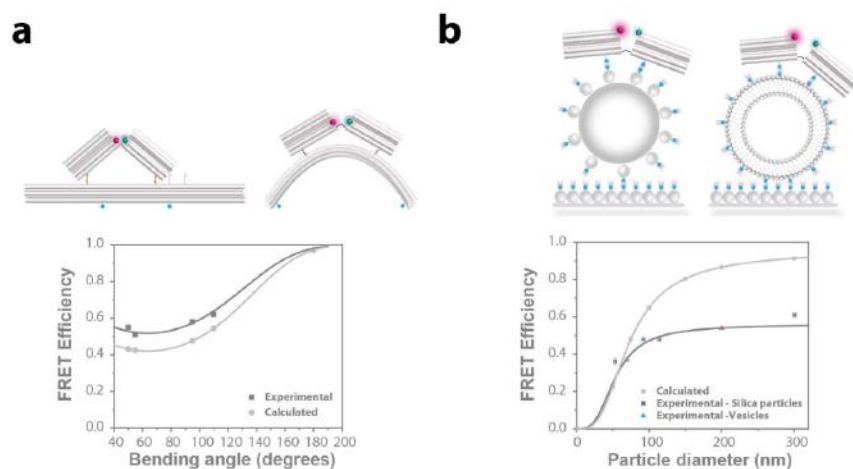 a
b
1.0
0.8
0.6
0.4
0.2
0.0
FRET Efficiency
Experimental
Calculated
40 60 80 100 120 140 160 180 200
Bending angle (degrees)
1.0
0.8
0.6
0.4
0.2
0.0
FRET Efficiency
Calculated
Experimental - Silica particles
Experimental -Vesicles
0 100 200 300
Particle diameter (nm)